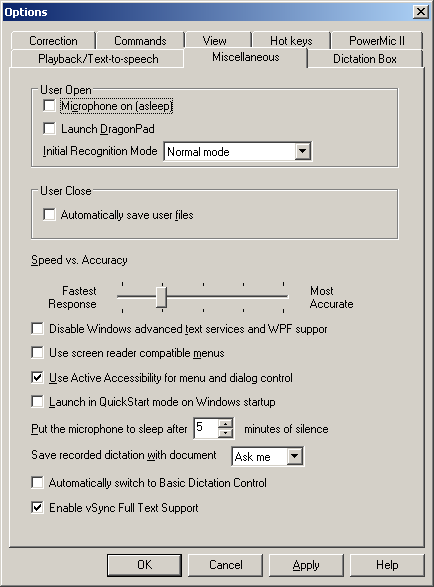 Options
Correction Commands View Hot keys PowerMic II
Playback/Text-to-speech Miscellaneous Dictation Box
User Open
Microphone on (asleep)
Launch DragonPad
Initial Recognition Mode Normal mode
User Close
Automatically save user files
Speed vs. Accuracy
Fastest Most
Response Accurate
Disable Windows advanced text services and WPF suppor
Use screen reader compatible menus
Use Active Accessibility for menu and dialog control
Launch in QuickStart mode on Windows startup
Put the microphone to sleep after 5 minutes of silence
Save recorded dictation with document Ask me
Automatically switch to Basic Dictation Control
Enable vSync Full Text Support
OK Cancel Apply Help